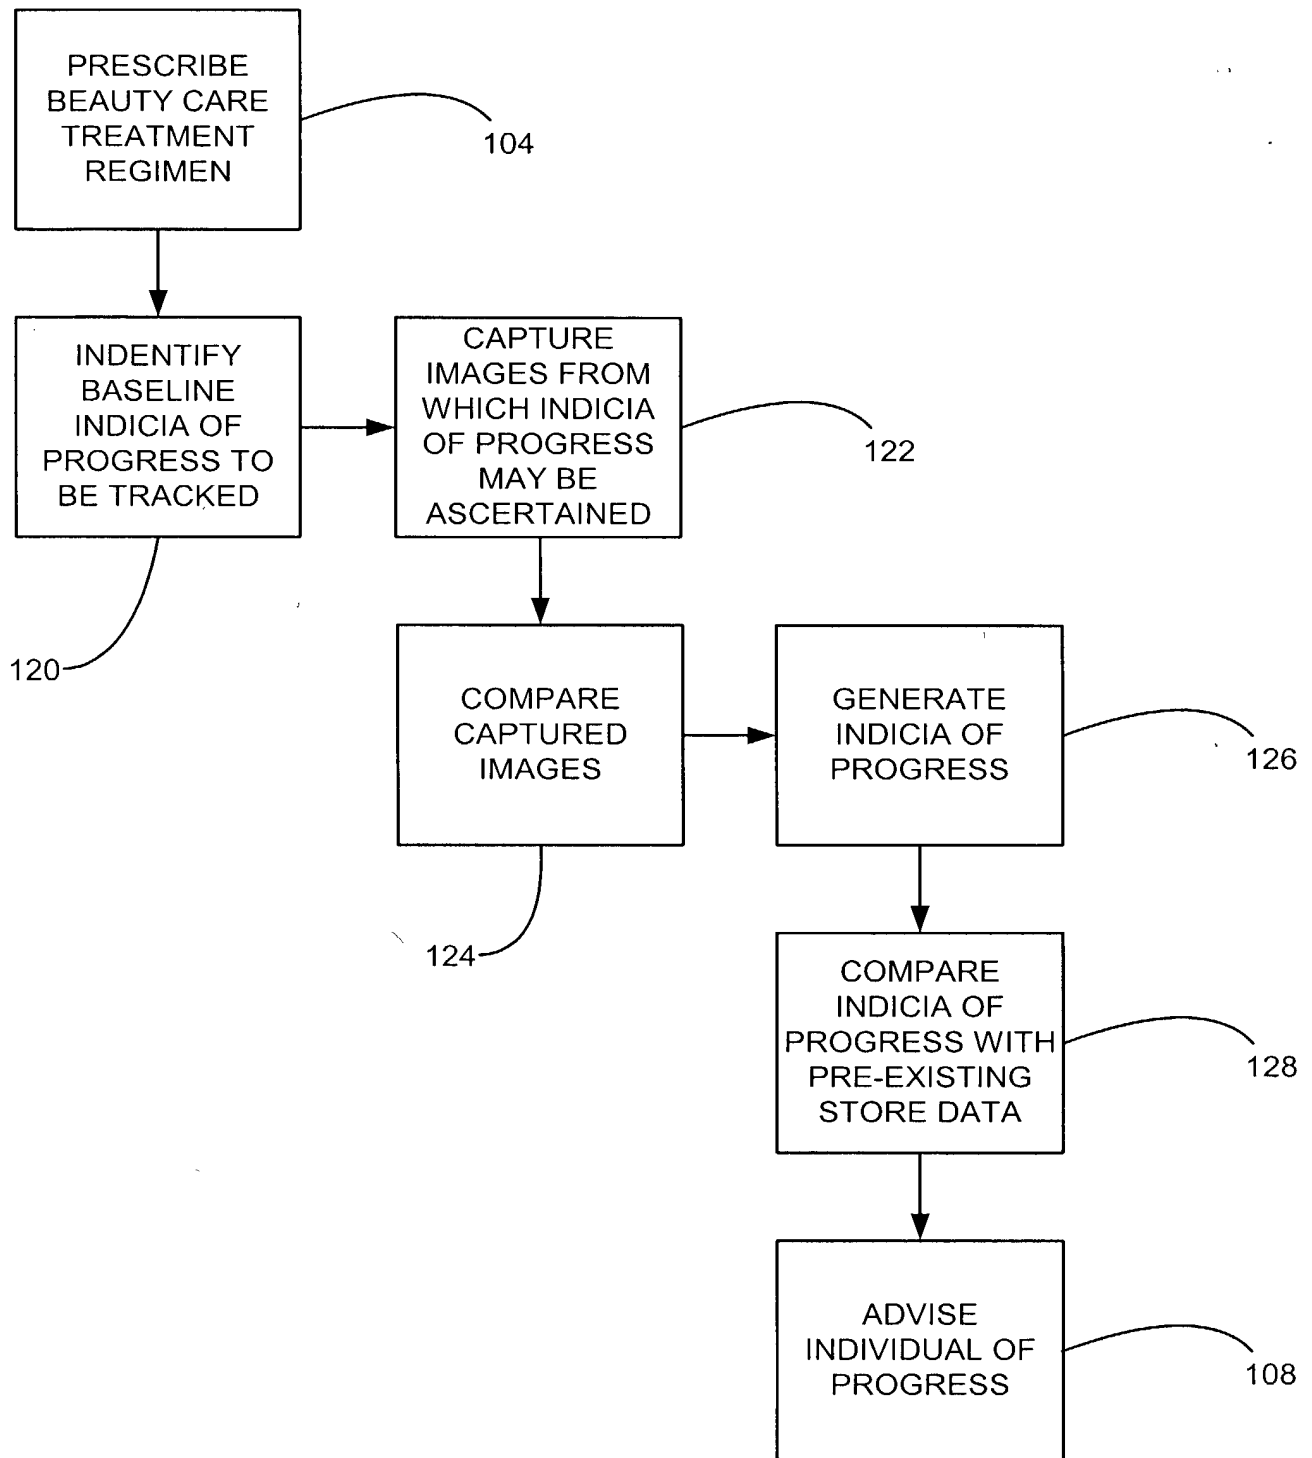 PRESCRIBE
BEAUTY CARE
TREATMENT
REGIMEN
104
INDENTIFY
BASELINE
INDICIA OF
PROGRESS TO
BE TRACKED
120
CAPTURE
IMAGES FROM
WHICH INDICIA
OF PROGRESS
MAY BE
ASCERTAINED
122
COMPARE
CAPTURED
IMAGES
124
GENERATE
INDICIA OF
PROGRESS
126
COMPARE
INDICIA OF
PROGRESS WITH
PRE-EXISTING
STORE DATA
128
ADVISE
INDIVIDUAL OF
PROGRESS
108